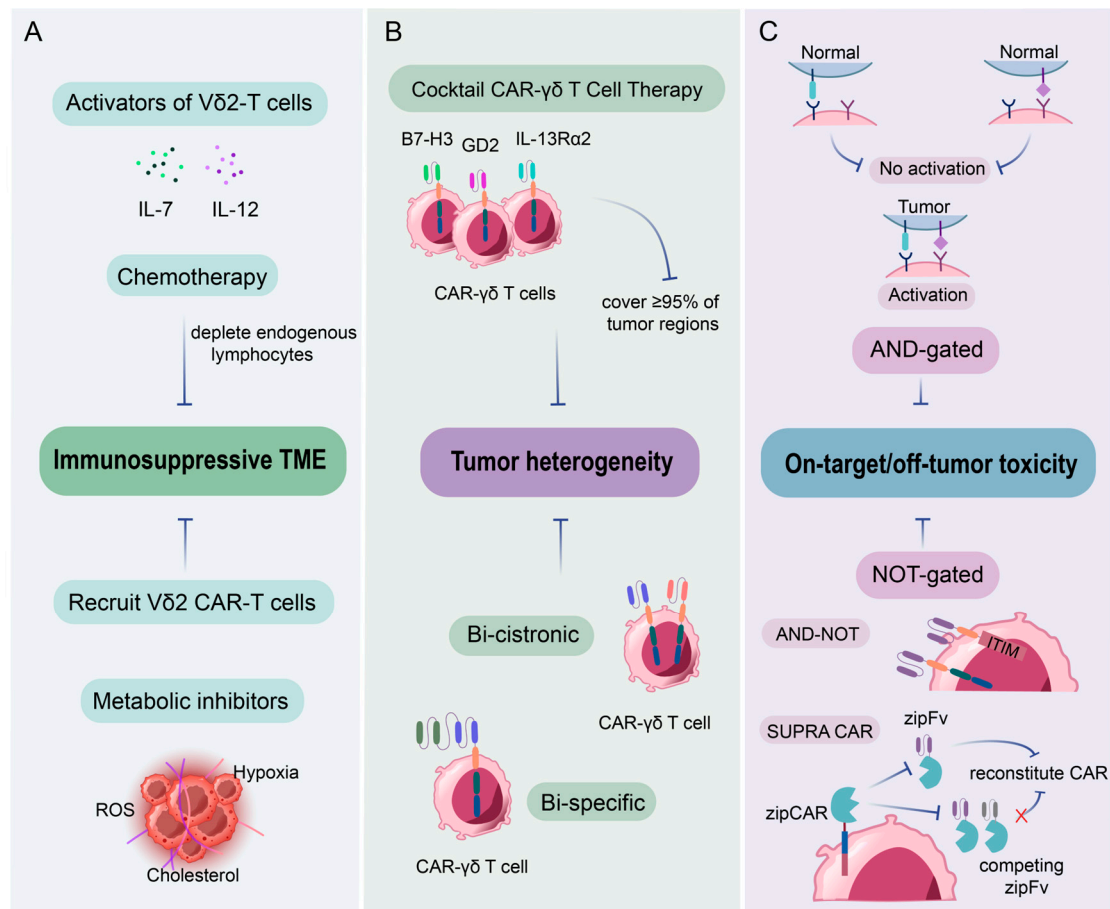 A
Activators of Vδ2-T cells
IL-7
IL-12
Chemotherapy
deplete endogenous
lymphocytes
Immunosuppressive TME
Recruit Vδ2 CAR-T cells
Metabolic inhibitors
Hypoxia
ROS
Cholesterol
B
Cocktail CAR-γδ T Cell Therapy
B7-H3
GD2
IL-13Rα2
CAR-γδ T cells
cover ≥95% of
tumor regions
Tumor heterogeneity
Bi-cistronic
CAR-γδ T cell
Bi-specific
CAR-γδ T cell
C
Normal
Normal
No activation
Tumor
Activation
AND-gated
On-target/off-tumor toxicity
NOT-gated
AND-NOT
ITIM
SUPRA CAR
zipFv
reconstitute CAR
zipCAR
competing
zipFv